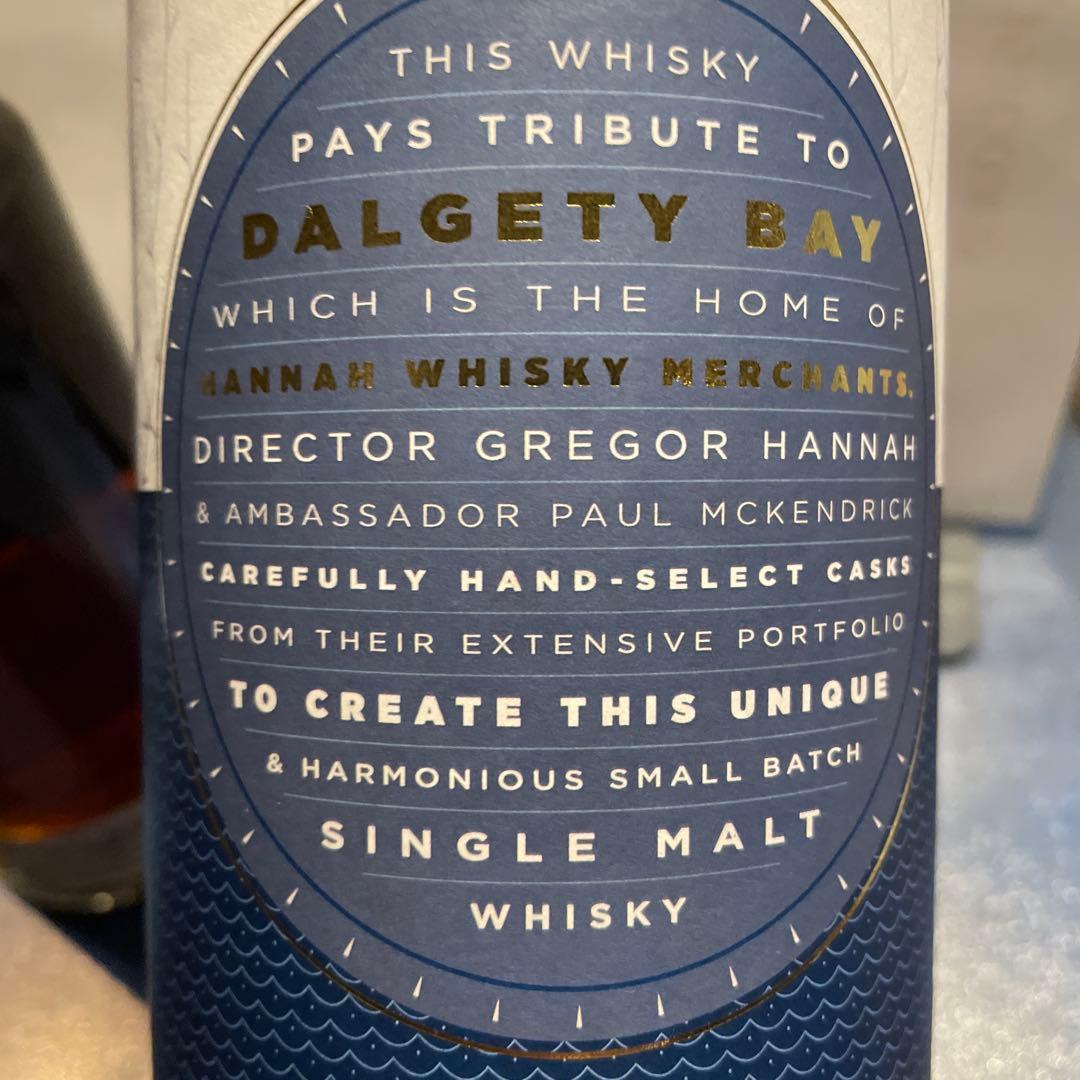 THIS WHISKY
PAYS TRIBUTE TO
DALGETY BAY
WHICH IS THE HOME OF
HANNAH WHISKY MERCHANTS.
DIRECTOR GREGOR HANNAH
& AMBASSADOR PAUL MCKENDRICK
CAREFULLY HAND-SELECT CASKS
FROM THEIR EXTENSIVE PORTFOLIO
TO CREATE THIS UNIQUE
& HARMONIOUS SMALL BATCH
SINGLE MALT
WHISKY